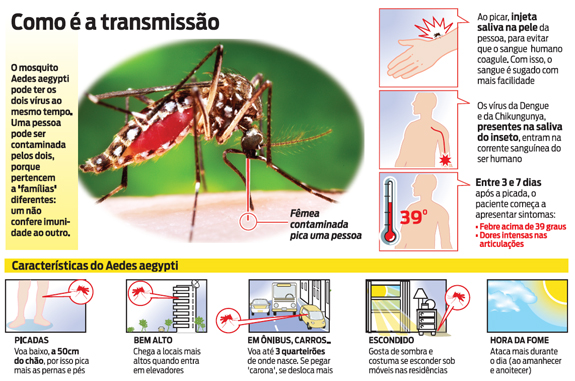 Como é a transmissão
O mosquito
Aedes aegypti
pode ter os
dois vírus ao
mesmo tempo.
Uma pessoa
pode ser
contaminada
pelos dois,
porque
pertencem
a 'famílias'
diferentes:
um não
confere imuni-
dade ao outro.
Fêmea
contaminada
pica uma pessoa
Ao picar, injeta
saliva na pele da
pessoa, para evitar
que o sangue humano
coagule. Com isso, o
sangue é sugado com
mais facilidade
Os vírus da Dengue
e da Chikungunya,
presentes na saliva
do inseto, entram na
corrente sanguínea do
ser humano
39°
Entre 3 e 7 dias
após a picada, o
paciente começa a
apresentar sintomas:
• Febre acima de 39 graus
• Dores intensas nas
articulações
Características do Aedes aegypti
PICADAS
Voa baixo, a 50cm
do chão, por isso pica
mais as pernas e pés
BEM ALTO
Chega a locais mais
altos quando entra
em elevadores
EM ÔNIBUS, CARROS...
Voa até 3 quarteirões
de onde nasce. Se pegar
'carona', se desloca mais
ESCONDIDO
Gosta de sombra e
costuma se esconder sob
móveis nas residências
HORA DA FOME
Ataca mais durante
o dia (ao amanhecer
e anoitecer)